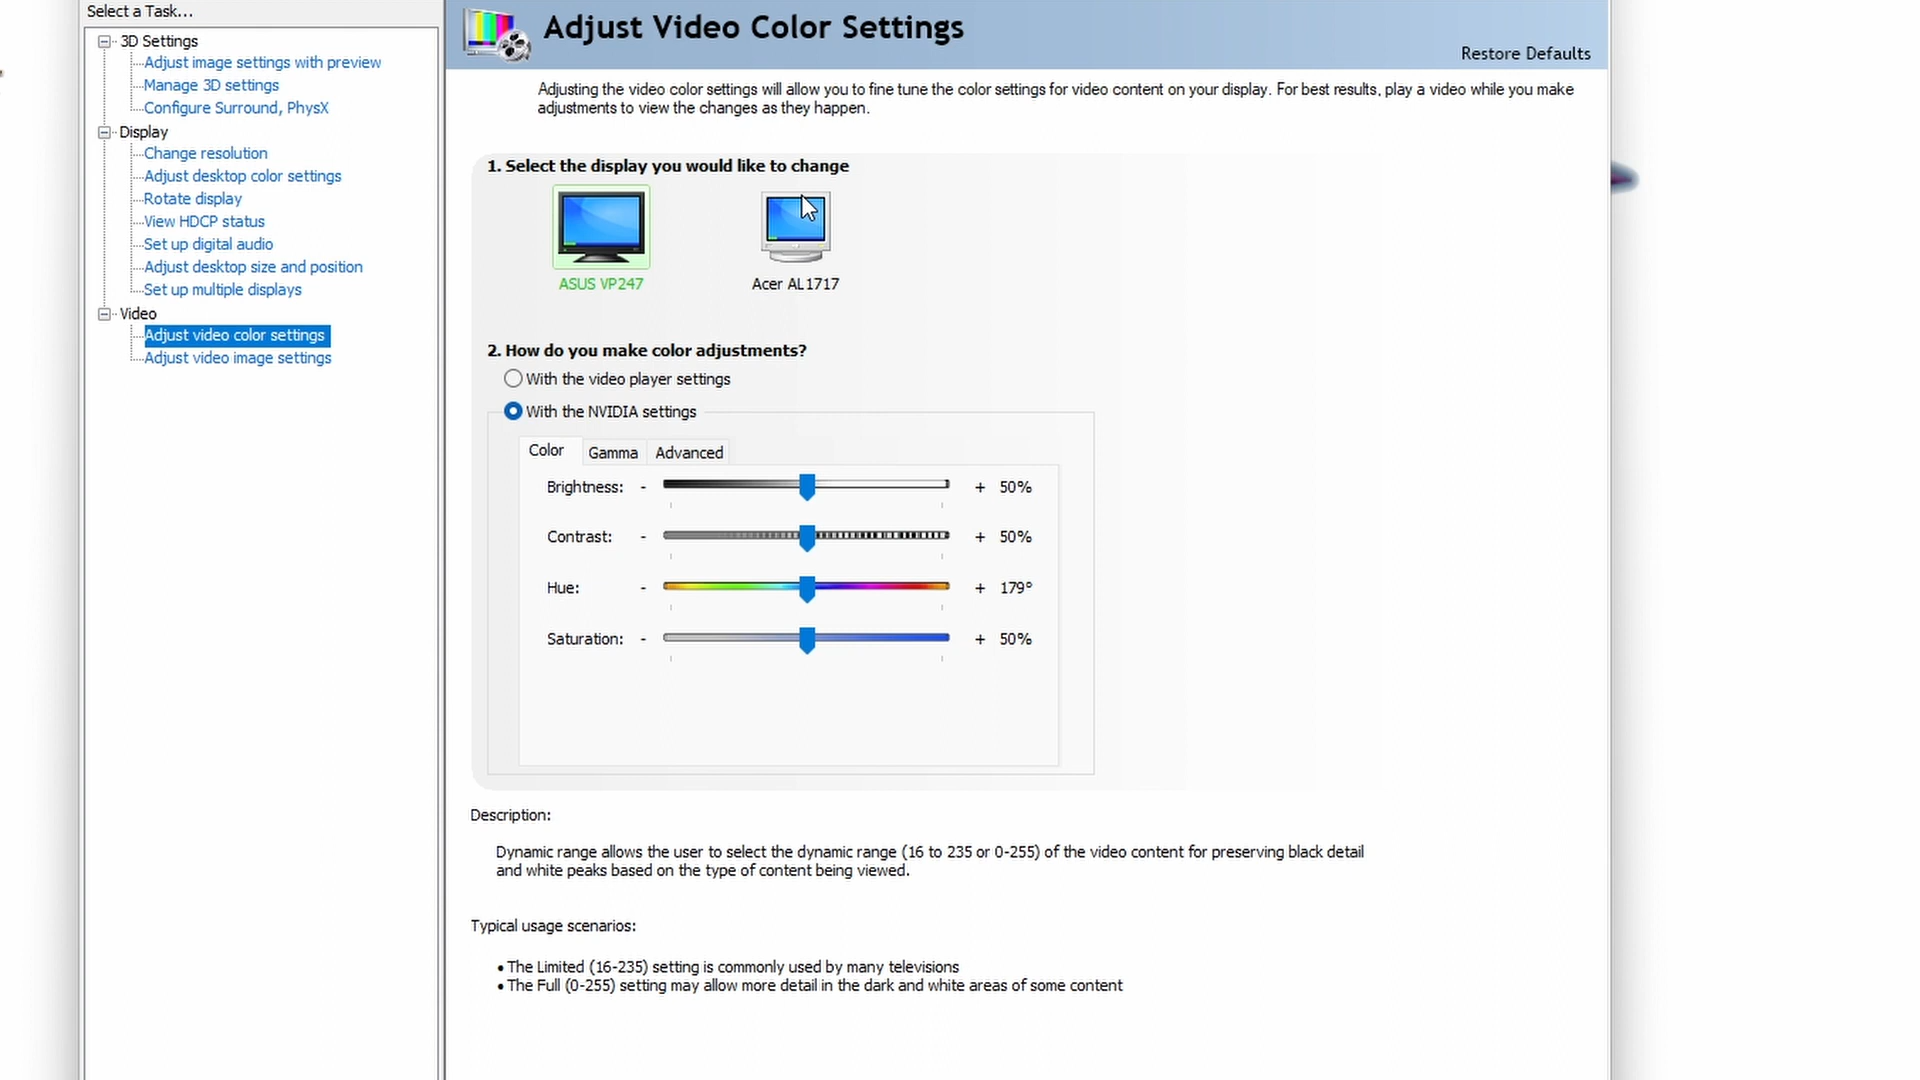 Select a Task...
3D Settings
Adjust image settings with preview
Manage 3D settings
Configure Surround, PhysX
Display
Change resolution
Adjust desktop color settings
Rotate display
View HDCP status
Set up digital audio
Adjust desktop size and position
Set up multiple displays
Video
Adjust video color settings
Adjust video image settings
Adjust Video Color Settings
Restore Defaults
Adjusting the video color settings will allow you to fine tune the color settings for video content on your display. For best results, play a video while you make
adjustments to view the changes as they happen.
1. Select the display you would like to change
ASUS VP247
Acer AL1717
2. How do you make color adjustments?
With the video player settings
With the NVIDIA settings
Color Gamma Advanced
Brightness: - + 50%
Contrast: - + 50%
Hue: - + 179°
Saturation: - + 50%
Description:
Dynamic range allows the user to select the dynamic range (16 to 235 or 0-255) of the video content for preserving black detail
and white peaks based on the type of content being viewed.
Typical usage scenarios:
• The Limited (16-235) setting is commonly used by many televisions
• The Full (0-255) setting may allow more detail in the dark and white areas of some content